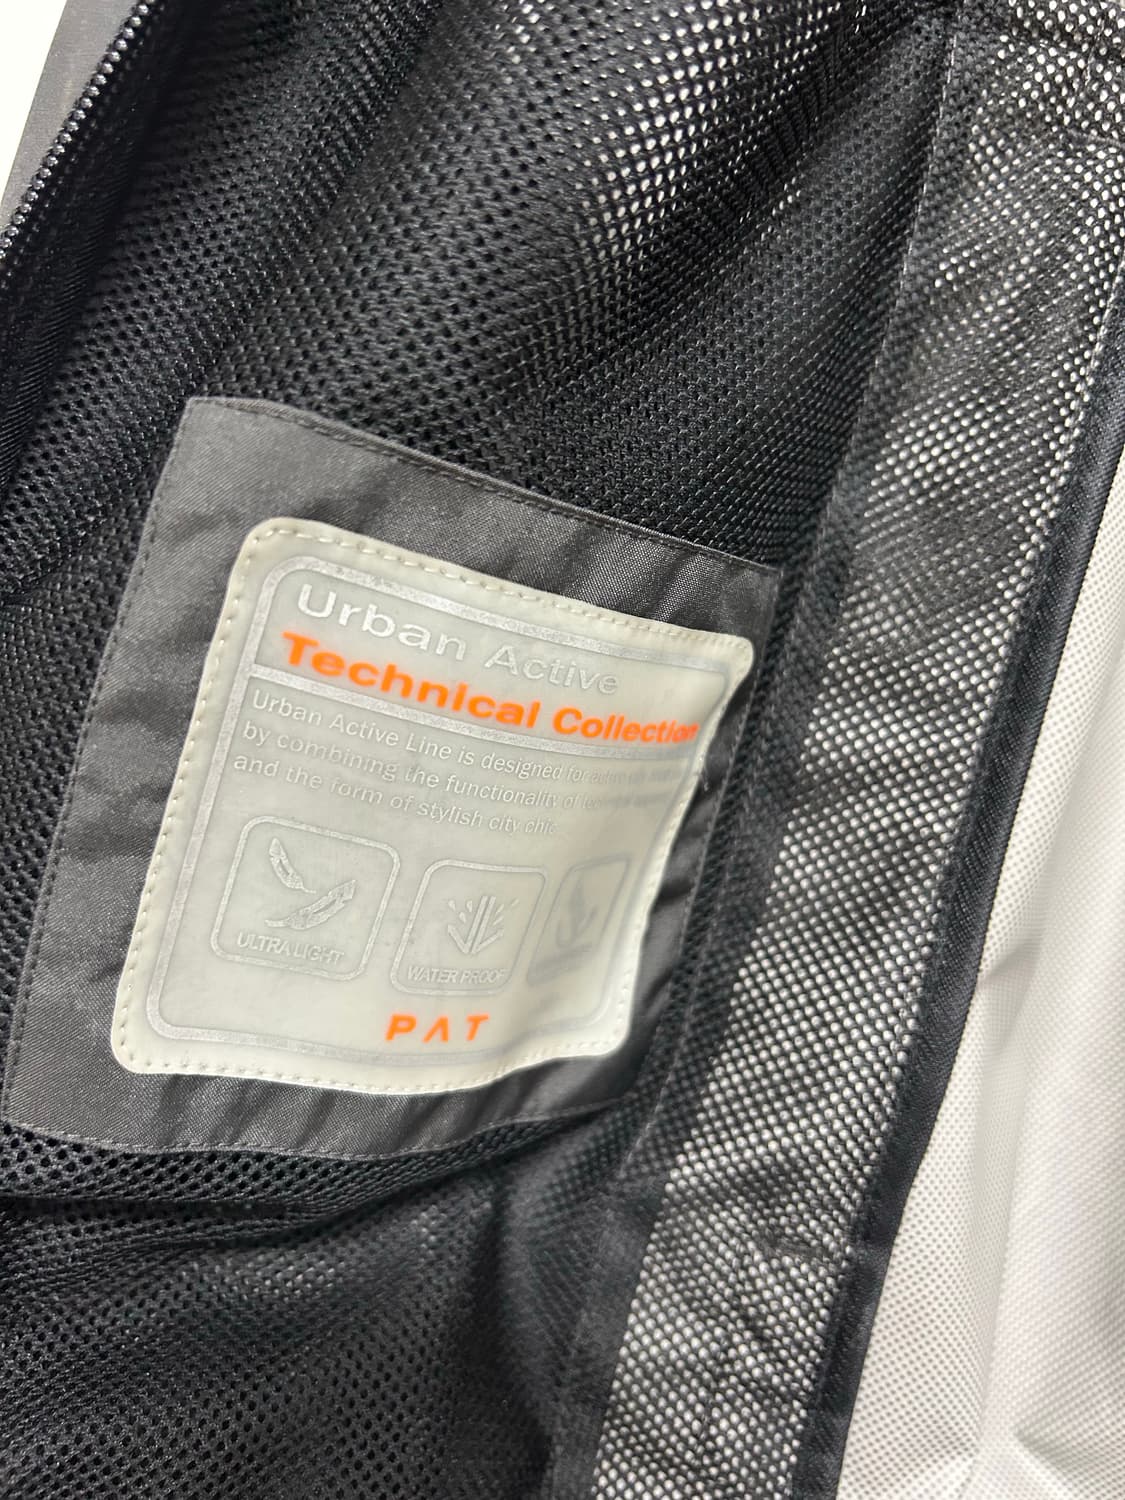 Urban Active
Technical Collection
Urban Active Line is designed for
by combining the functionality of
and the form of stylish city chic
ULTRA LIGHT
WATER PROOF
PAT